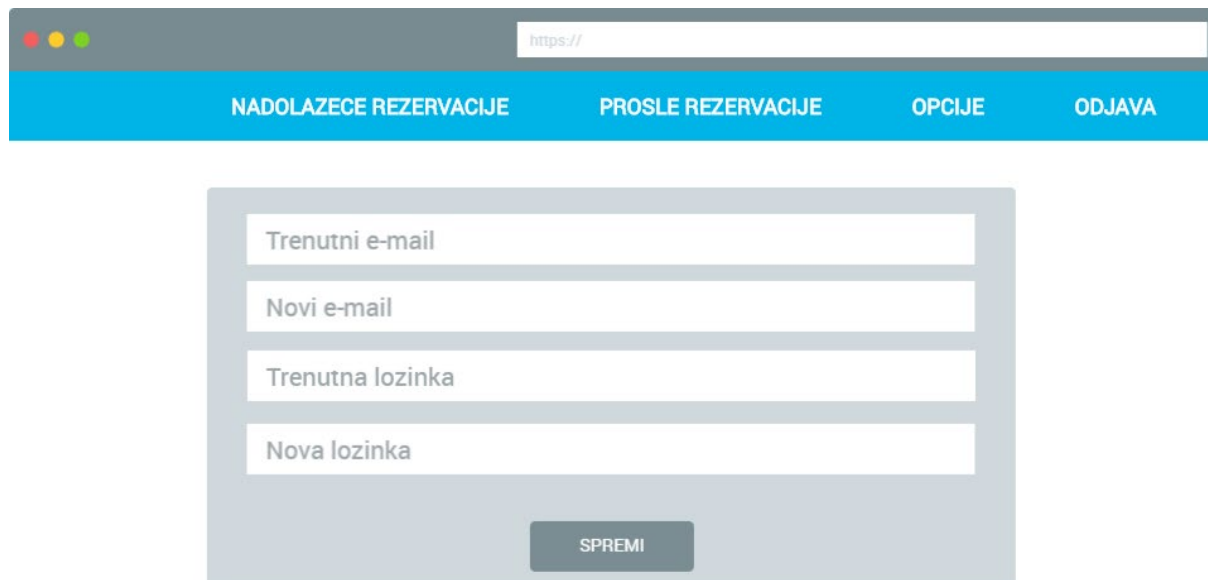 https://
NADOLAZECE REZERVACIJE PROSLE REZERVACIJE OPCIJE ODJAVA
Trenutni e-mail
Novi e-mail
Trenutna lozinka
Nova lozinka
SPREMI